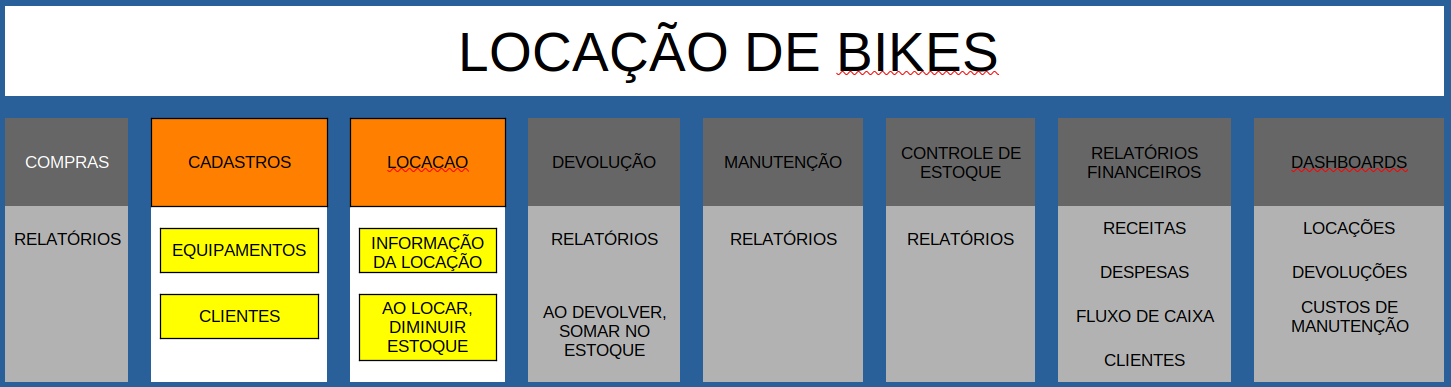 LOCAÇÃO DE BIKES
COMPRAS
RELATÓRIOS
CADASTROS
EQUIPAMENTOS
CLIENTES
LOCACAO
INFORMAÇÃO
DA LOCAÇÃO
AO LOCAR,
DIMINUIR
ESTOQUE
DEVOLUÇÃO
RELATÓRIOS
AO DEVOLVER,
SOMAR NO
ESTOQUE
MANUTENÇÃO
RELATÓRIOS
CONTROLE DE
ESTOQUE
RELATÓRIOS
RELATÓRIOS
FINANCEIROS
RECEITAS
DESPESAS
FLUXO DE CAIXA
CLIENTES
DASHBOARDS
LOCAÇÕES
DEVOLUÇÕES
CUSTOS DE
MANUTENÇÃO